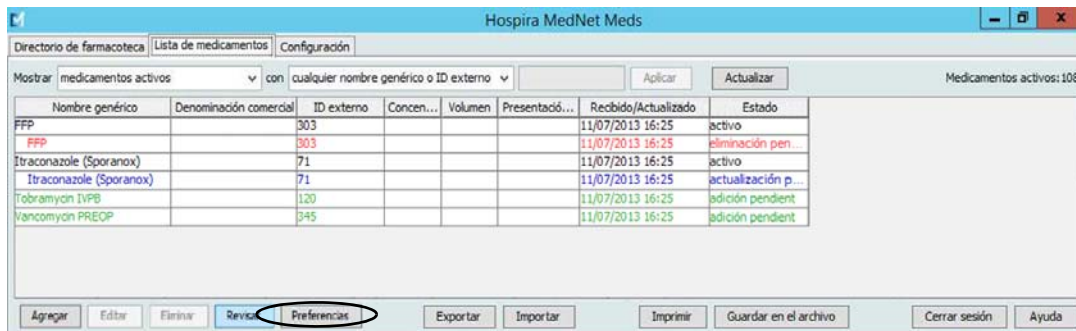 Hospira MedNet Meds
Directorio de farmacoteca Lista de medicamentos Configuración
Mostrar medicamentos activos con cualquier nombre genérico o ID externo Aplicar Actualizar Medicamentos activos: 108
Nombre genérico Denominación comercial ID externo Concen... Volumen Presentació... Recibido/Actualizado Estado
FFP 303 11/07/2013 16:25 activo
FFP 303 11/07/2013 16:25 eliminación pen...
Itraconazole (Sporanox) 71 11/07/2013 16:25 activo
Itraconazole (Sporanox) 71 11/07/2013 16:25 actualización p...
Tobramycin IVPB 120 11/07/2013 16:25 adición pendient
Vancomycin PREOP 345 11/07/2013 16:25 adición pendient
Agregar Editar Eliminar Revisar Preferencias Exportar Importar Imprimir Guardar en el archivo Cerrar sesión Ayuda